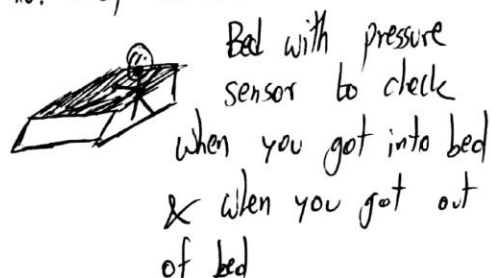 Bed with pressure
sensor to check
when you got into bed
& when you got out
of bed